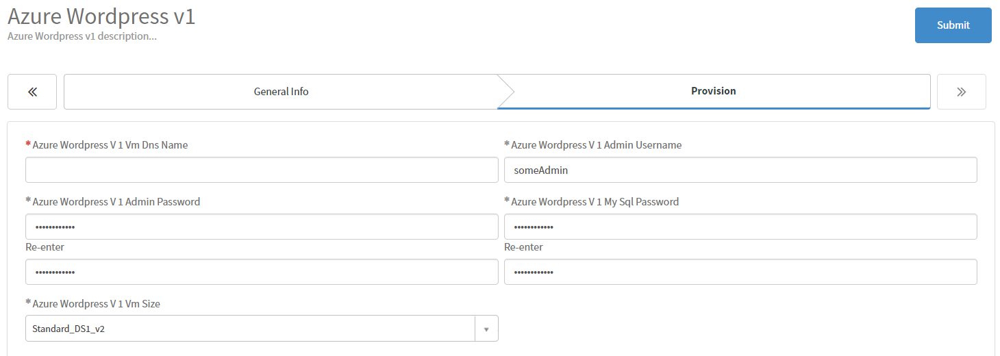 Azure Wordpress v1
Azure Wordpress v1 description...
Submit
General Info
Provision
* Azure Wordpress V 1 Vm Dns Name
* Azure Wordpress V 1 Admin Username
someAdmin
* Azure Wordpress V 1 Admin Password
* Azure Wordpress V 1 My Sql Password
••••••••••••
••••••••••••
Re-enter
Re-enter
••••••••••••
••••••••••••
* Azure Wordpress V 1 Vm Size
Standard_DS1_v2